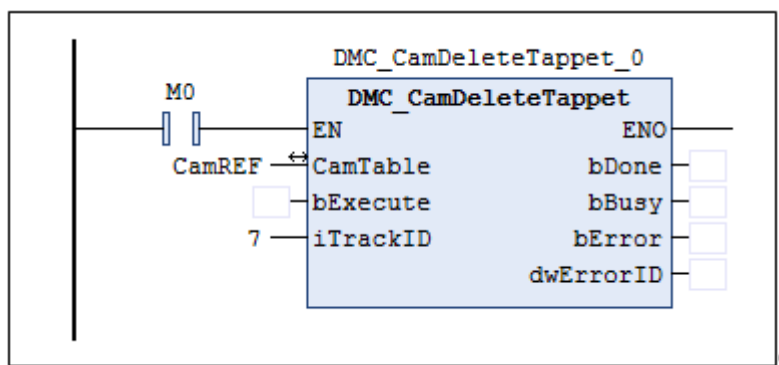 DMC_CamDeleteTappet_0
M0
DMC_CamDeleteTappet
EN ENO
CamREF CamTable bDone
bExecute bBusy
7 iTrackID bError
dwErrorID